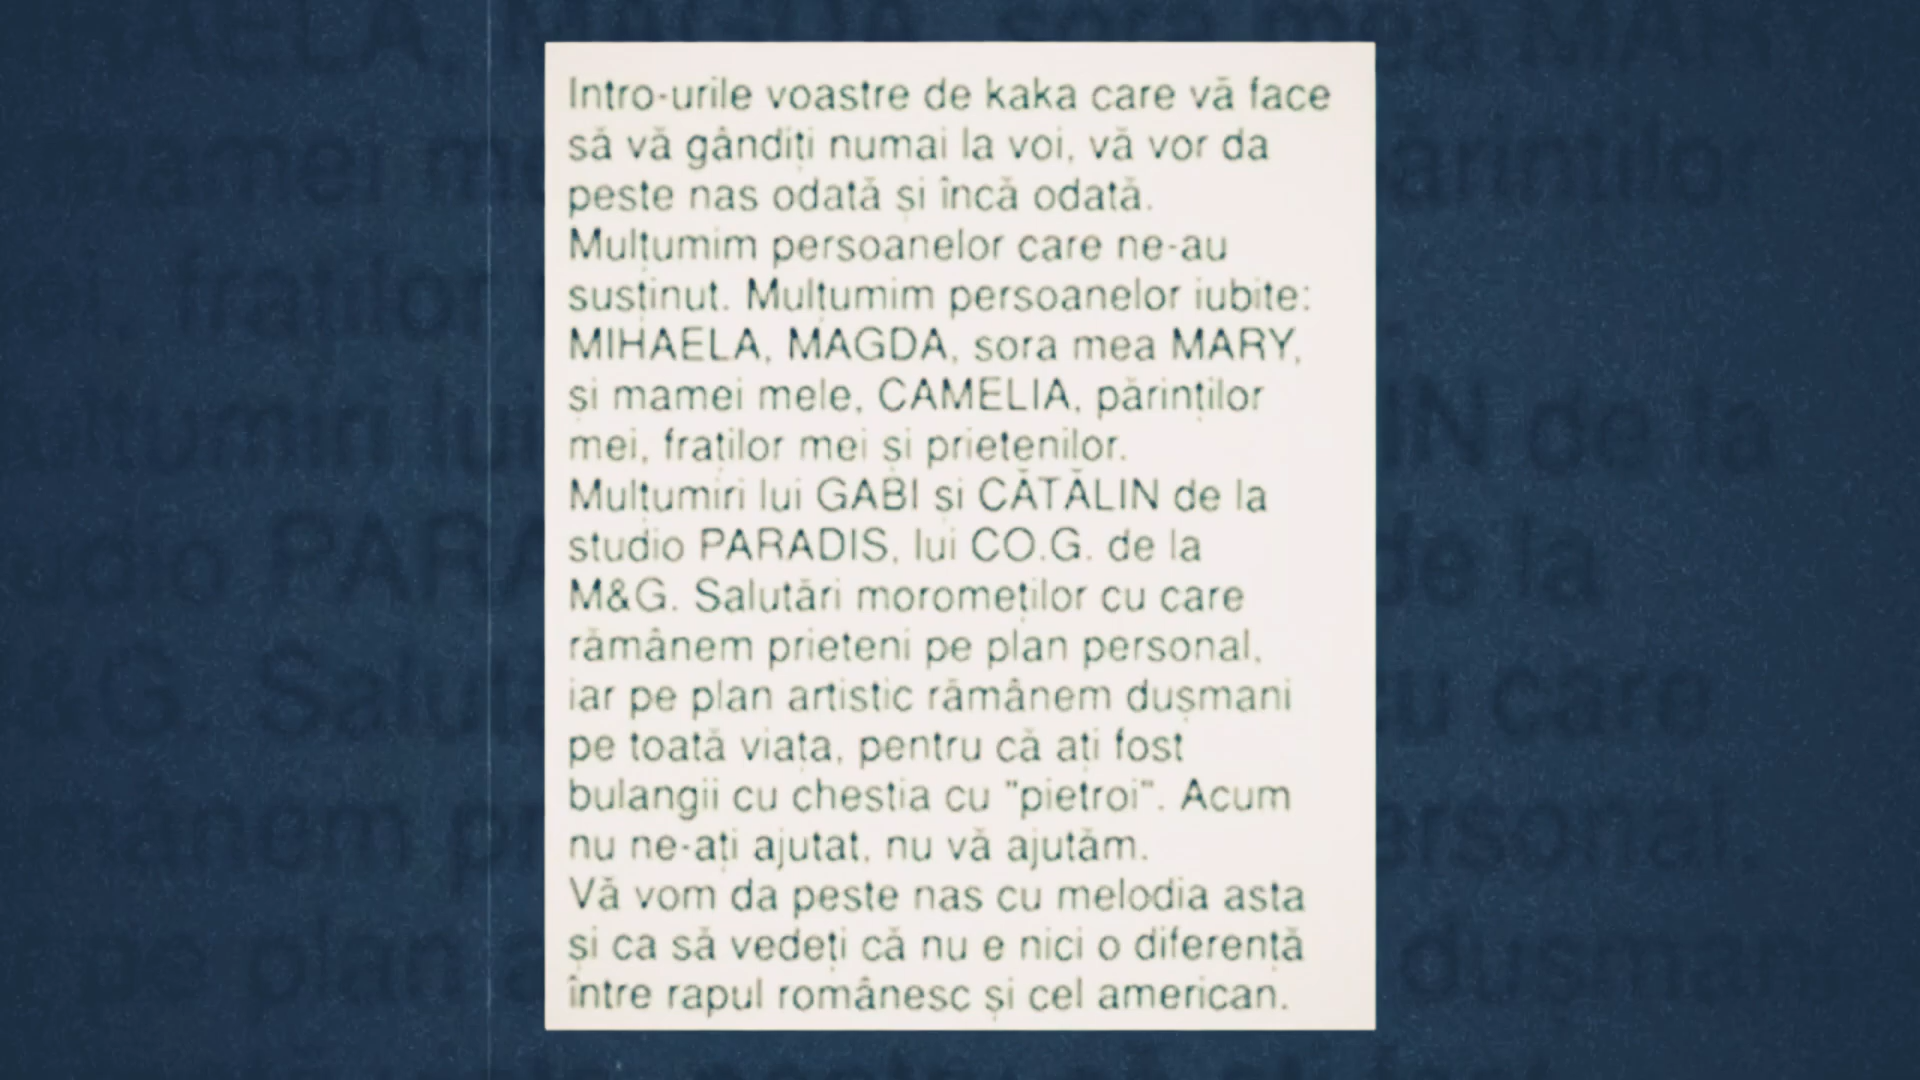 Intro-urile voastre de kaka care vă face
să vă gândiți numai la voi, vă vor da
peste nas odată și încă odată.
Mulțumim persoanelor care ne-au
susținut. Mulțumim persoanelor iubite:
MIHAELA, MAGDA, sora mea MARY,
și mamei mele, CAMELIA, părinților
mei, fraților mei și prietenilor.
Mulțumiri lui GABI și CĂTĂLIN de la
studio PARADIS, lui CO.G. de la
M&G. Salutări moromeților cu care
rămânem prieteni pe plan personal,
iar pe plan artistic rămânem dușmani
pe toată viața, pentru că ați fost
bulangii cu chestia cu "pietroi". Acum
nu ne-ați ajutat, nu vă ajutăm.
Vă vom da peste nas cu melodia asta
și ca să vedeți că nu e nici o diferență
între rapul românesc și cel american.